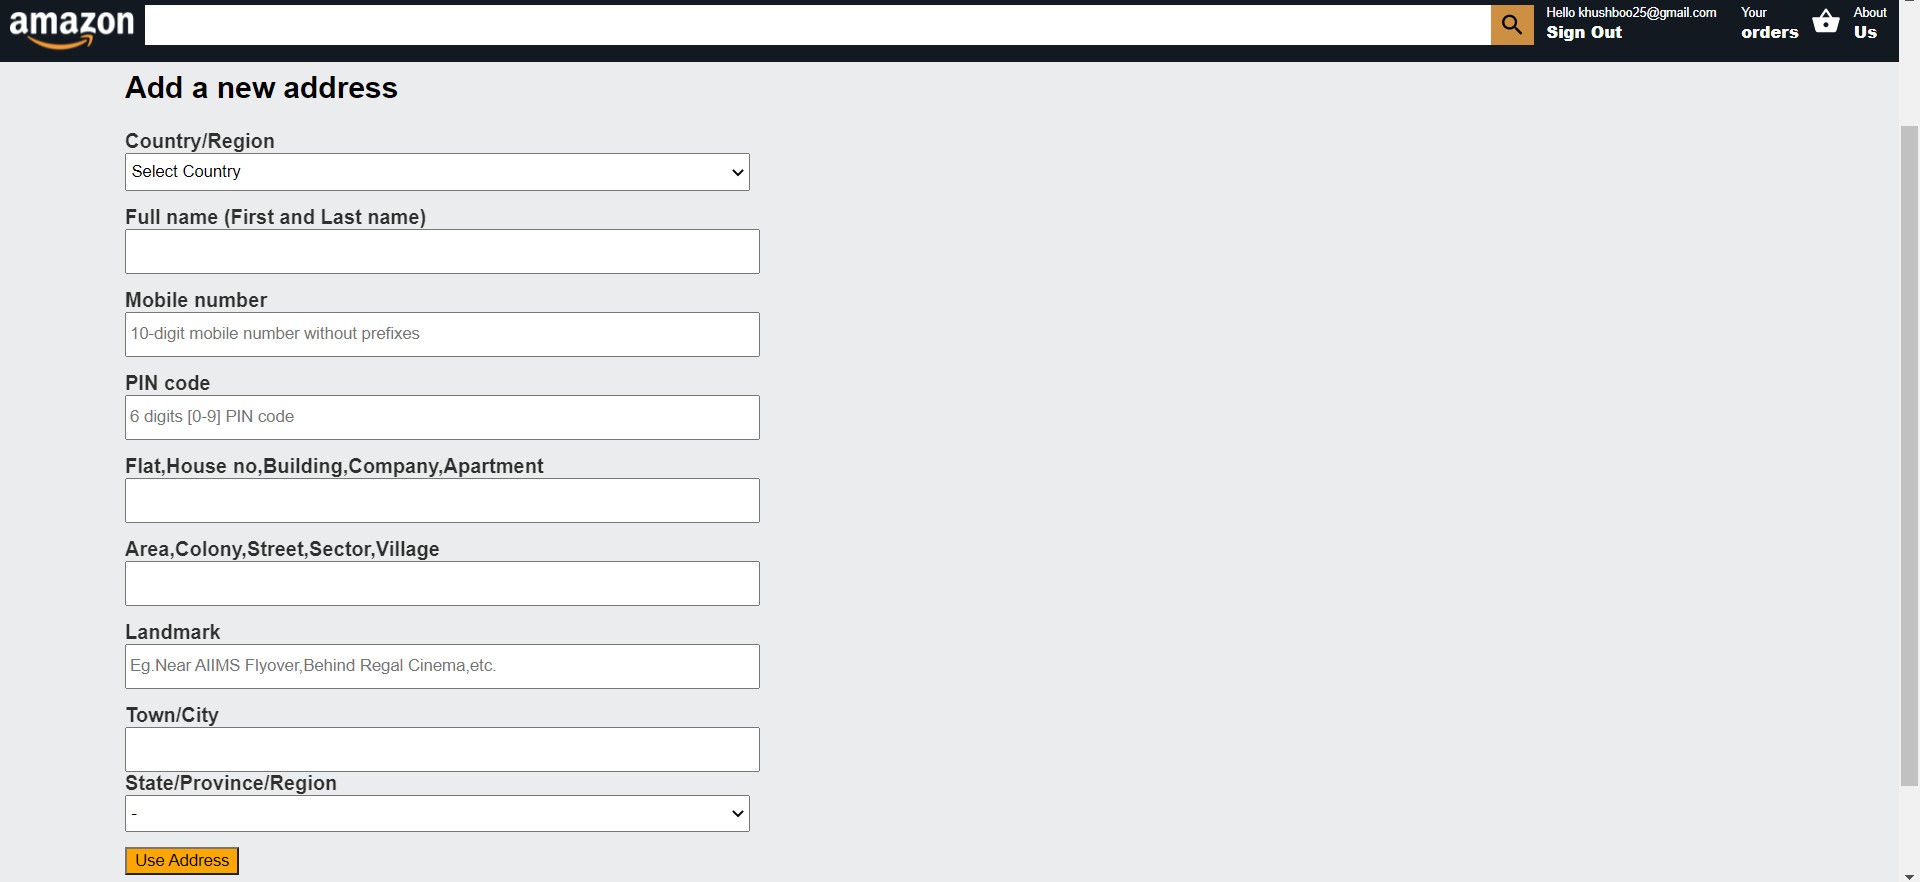 amazon
Hello khushboo25@gmail.com
Sign Out
Your
orders
About
Us
Add a new address
Country/Region
Select Country
Full name (First and Last name)
Mobile number
10-digit mobile number without prefixes
PIN code
6 digits [0-9] PIN code
Flat,House no,Building,Company,Apartment
Area,Colony,Street,Sector,Village
Landmark
Eg.Near AIIMS Flyover,Behind Regal Cinema,etc.
Town/City
State/Province/Region
-
Use Address